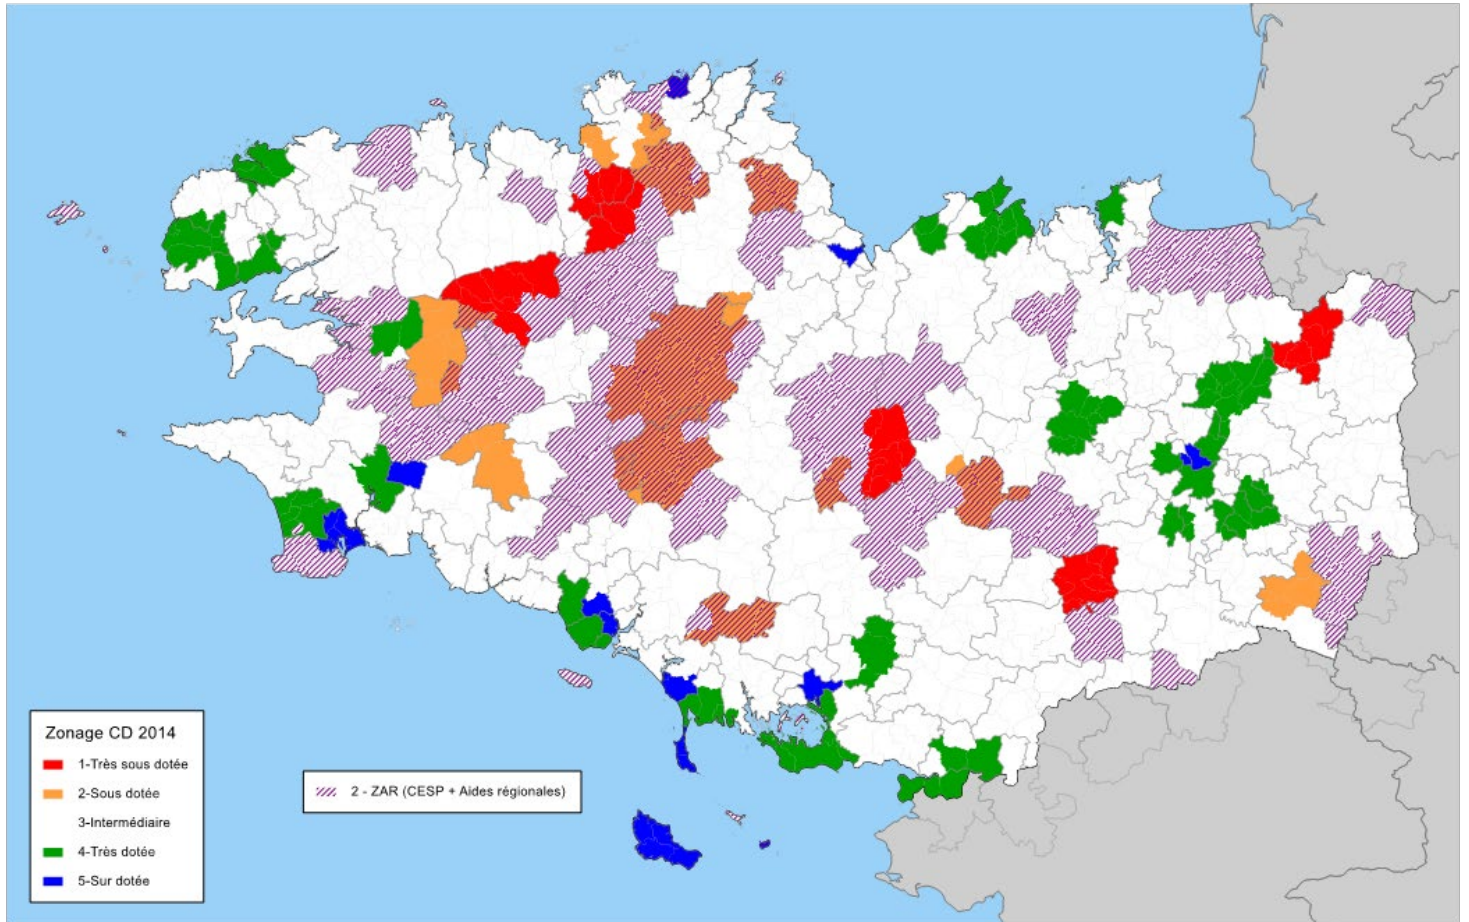 Zonage CD 2014
1-Très sous dotée
2-Sous dotée
3-Intermédiaire
4-Très dotée
5-Sur dotée
2 - ZAR (CESP + Aides régionales)